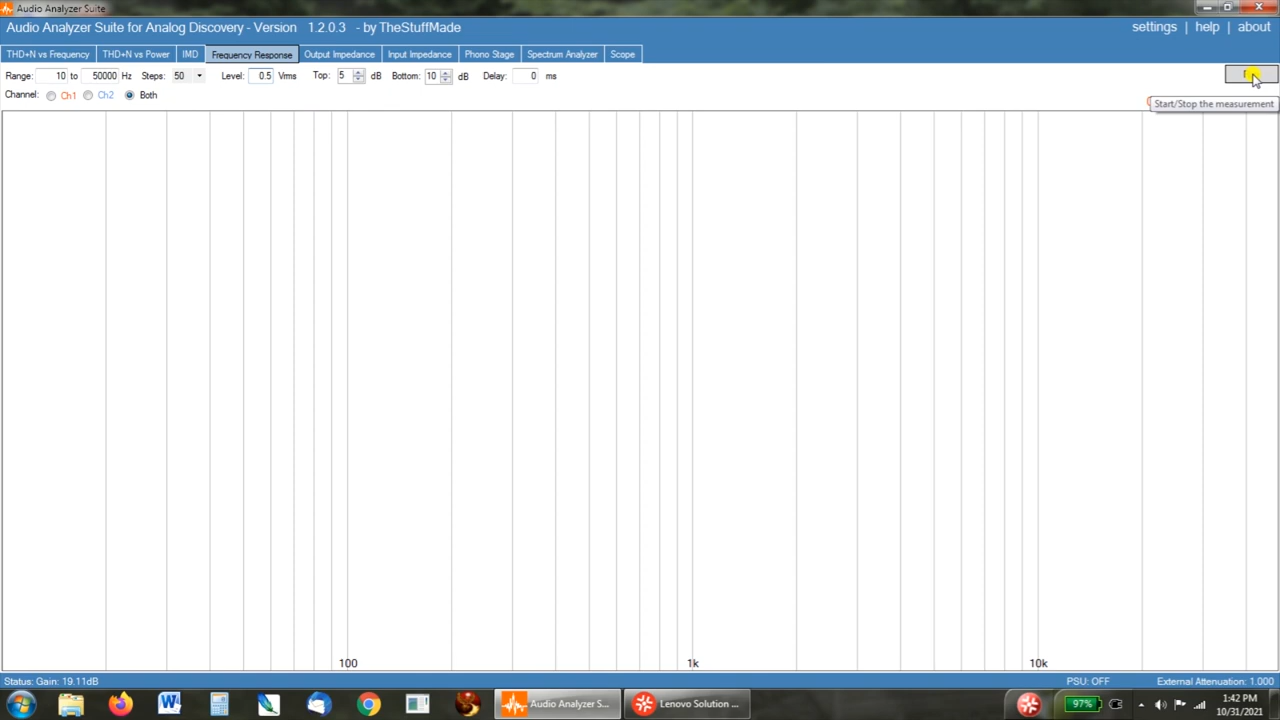 Audio Analyzer Suite
Audio Analyzer Suite for Analog Discovery - Version 1.2.0.3 - by TheStuffMade
settings | help | about
THD+N vs Frequency THD+N vs Power IMD Frequency Response Output Impedance Input Impedance Phono Stage Spectrum Analyzer Scope
Range: 10 to 50000 Hz Steps: 50 Level: 0.5 Vrms Top: 5 dB Bottom: 10 dB Delay: 0 ms
Channel: Ch1 Ch2 Both
Start/Stop the measurement
100 1k 10k
Status: Gain: 19.11dB PSU: OFF External Attenuation: 1.000
Audio Analyzer S... Lenovo Solution ... 97% 1:42 PM
10/31/2021